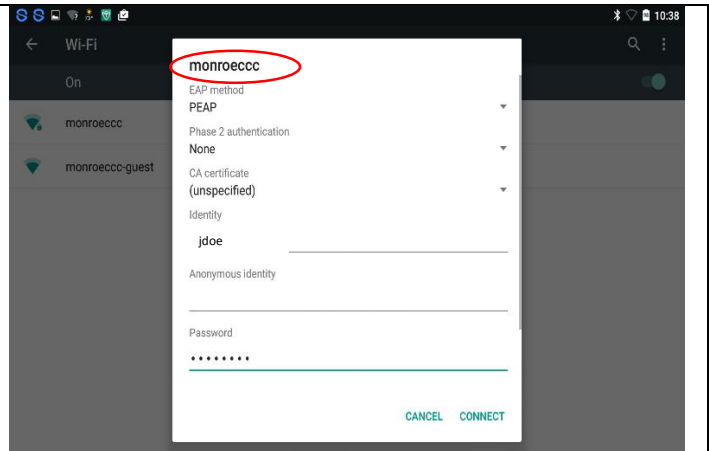 10:38
Wi-Fi
On
monroeccc
monroeccc-guest
monroeccc
EAP method
PEAP
Phase 2 authentication
None
CA certificate
(unspecified)
Identity
jdoe
Anonymous identity
Password
••••••••
CANCEL CONNECT